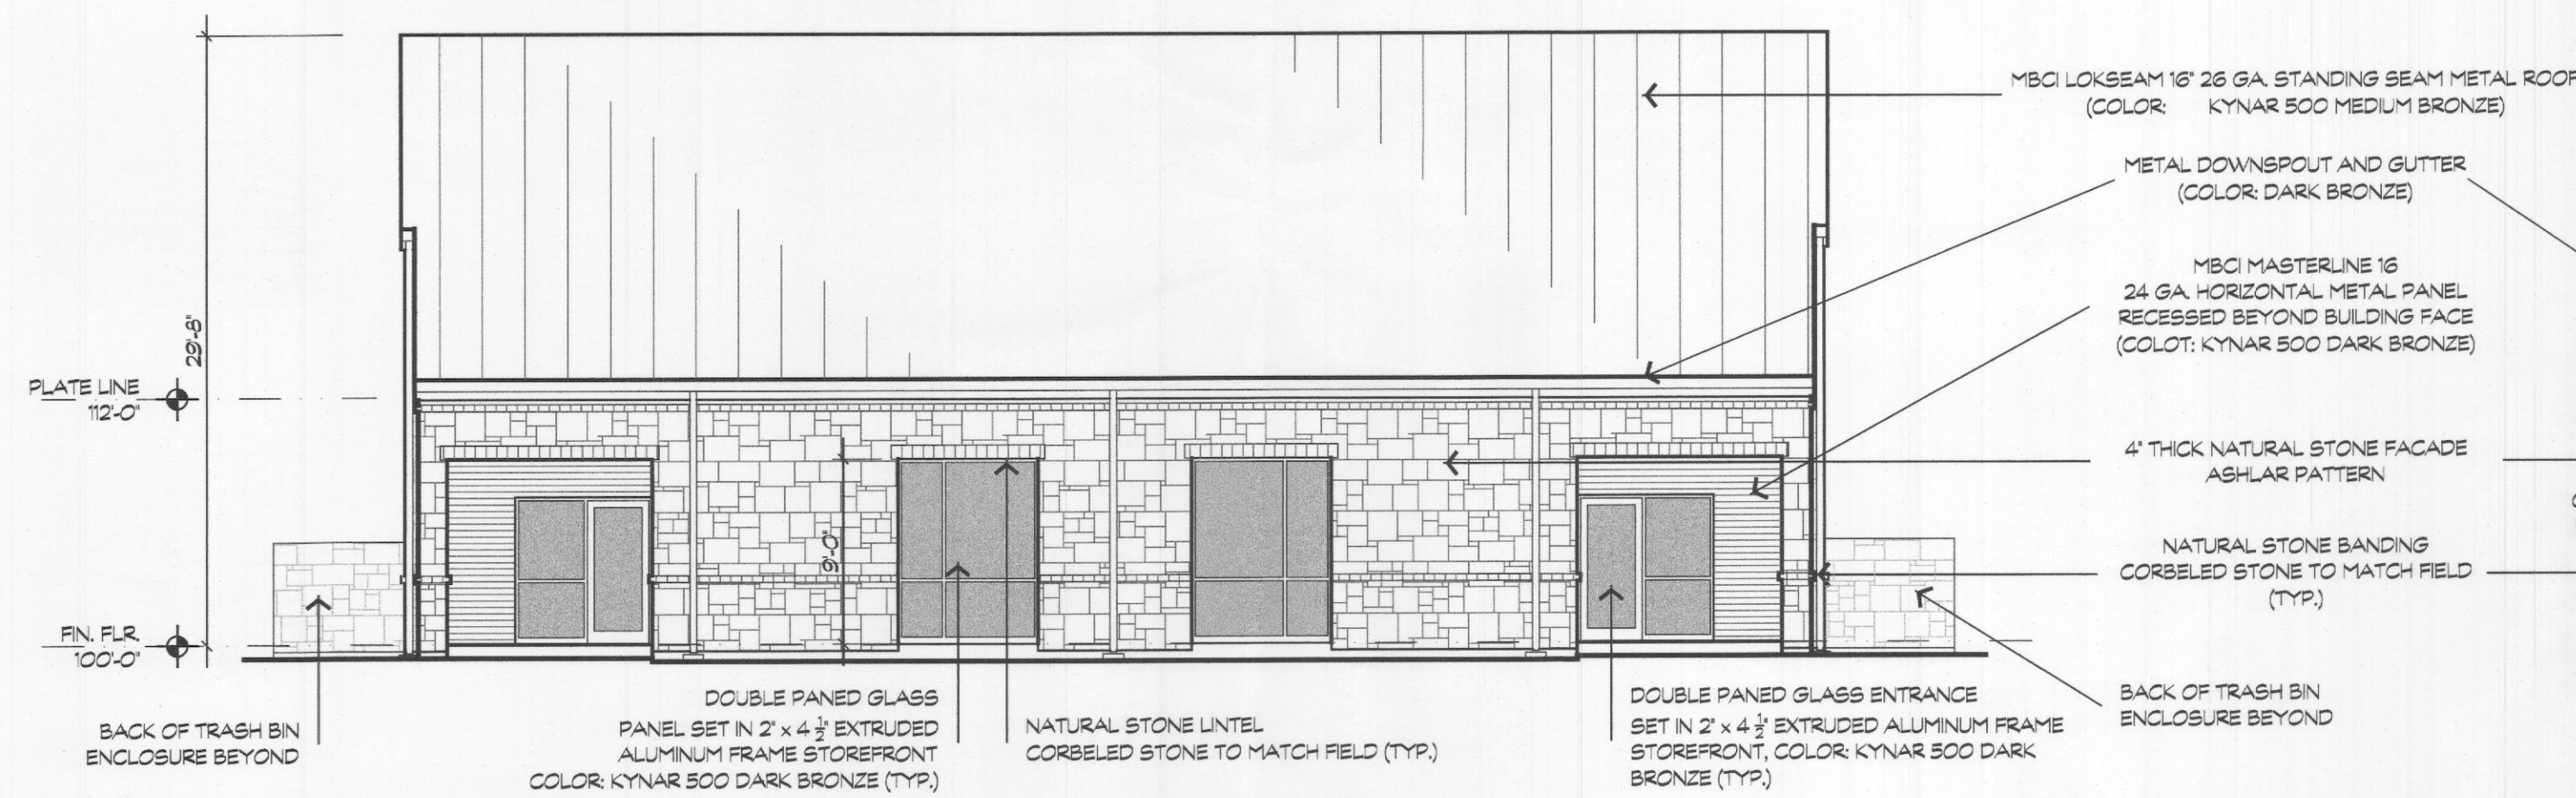 MBCI LOKSEAM 16" 26 GA. STANDING SEAM METAL ROOF
(COLOR: KYNAR 500 MEDIUM BRONZE)
METAL DOWNSPOUT AND GUTTER
(COLOR: DARK BRONZE)
MBCI MASTERLINE 16
24 GA. HORIZONTAL METAL PANEL
RECESSED BEYOND BUILDING FACE
(COLOT: KYNAR 500 DARK BRONZE)
29'-8"
PLATE LINE
112'-0"
4" THICK NATURAL STONE FACADE
ASHLAR PATTERN
9'-0"
NATURAL STONE BANDING
CORBELED STONE TO MATCH FIELD
(TYP.)
FIN. FLR.
100'-0"
BACK OF TRASH BIN
ENCLOSURE BEYOND
DOUBLE PANED GLASS
PANEL SET IN 2" x 4 1/2" EXTRUDED
ALUMINUM FRAME STOREFRONT
COLOR: KYNAR 500 DARK BRONZE (TYP.)
NATURAL STONE LINTEL
CORBELED STONE TO MATCH FIELD (TYP.)
DOUBLE PANED GLASS ENTRANCE
SET IN 2" x 4 1/2" EXTRUDED ALUMINUM FRAME
STOREFRONT, COLOR: KYNAR 500 DARK
BRONZE (TYP.)
BACK OF TRASH BIN
ENCLOSURE BEYOND